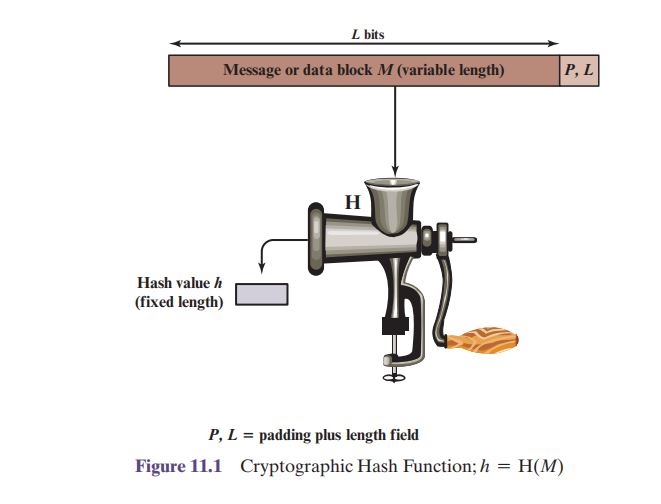 L bits
Message or data block M (variable length)
P, L
H
Hash value h
(fixed length)
P, L = padding plus length field
Figure 11.1 Cryptographic Hash Function; h = H(M)